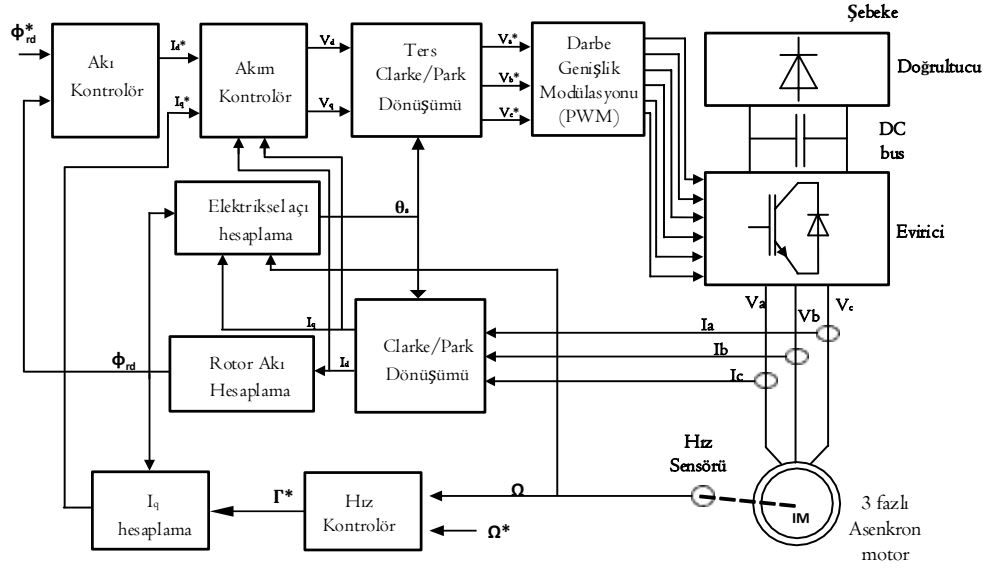 Şebeke
Φrd*
Akı
Kontrolör
Id*
Iq*
Akım
Kontrolör
Vd
Vq
Ters
Clarke/Park
Dönüşümü
Va*
Vb*
Vc*
Darbe
Genişlik
Modülasyonu
(PWM)
Doğrultucu
DC
bus
Elektriksel açı
hesaplama
θs
Evirici
Va
Vb
Vc
Iq
Id
Clarke/Park
Dönüşümü
Ia
Ib
Ic
Φrd
Rotor Akı
Hesaplama
Hız
Sensörü
Iq
hesaplama
Γ*
Hız
Kontrolör
Ω
Ω*
IM
3 fazlı
Asenkron
motor